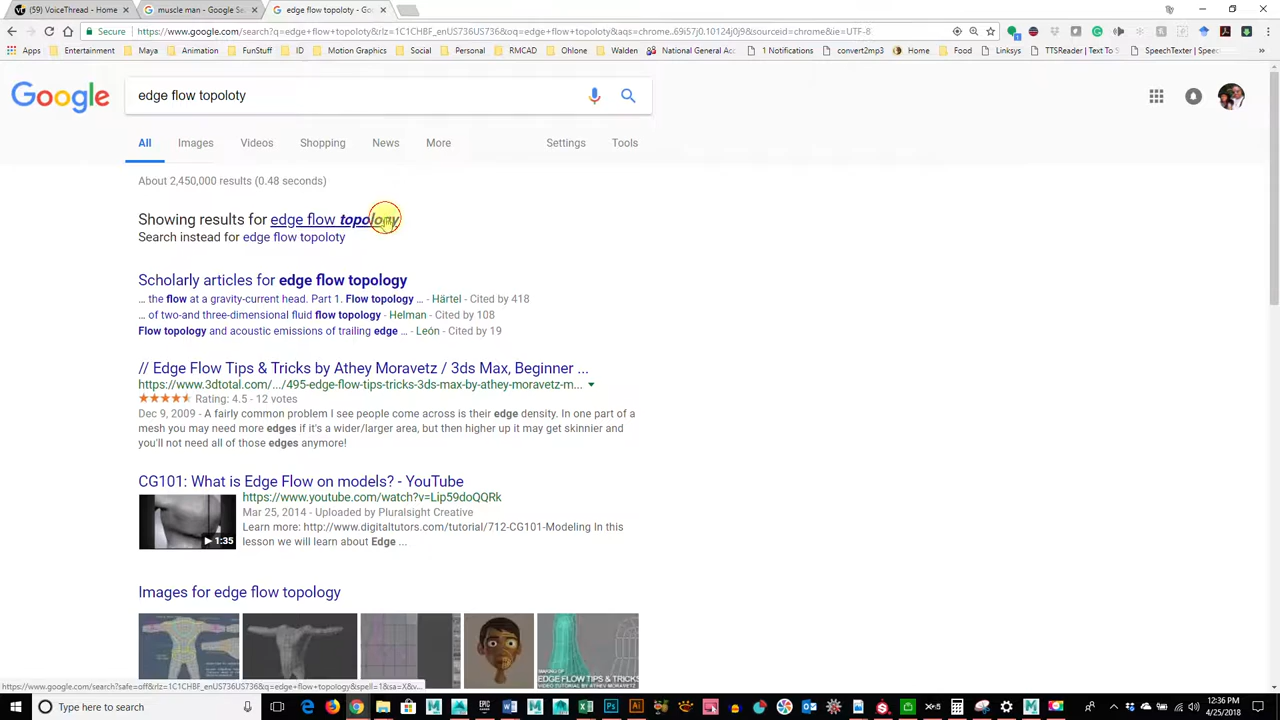 (59) VoiceThread - Home
muscle man - Google Se
edge flow topoloty - Goo
Secure
https://www.google.com/search?q=edge+flow+topoloty&rlz=1C1CHBF_enUS736US736&oq=edge+flow+topoloty&aqs=chrome..69i57j0.10124j0j9&sourceid=chrome&ie=UTF-8
Apps
Entertainment
Maya
Animation
FunStuff
ID
Motion Graphics
Social
Personal
RMCAD
Ohlone
Walden
National General Acc
1 Notifications
convert2mp3
Home
Food
Linksys
TTSReader | Text To S
SpeechTexter | Speec
Google
edge flow topoloty
All
Images
Videos
Shopping
News
More
Settings
Tools
About 2,450,000 results (0.48 seconds)
Showing results for edge flow topology
Search instead for edge flow topoloty
Scholarly articles for edge flow topology
... the flow at a gravity-current head. Part 1. Flow topology ... - Härtel - Cited by 418
... of two-and three-dimensional fluid flow topology - Helman - Cited by 108
Flow topology and acoustic emissions of trailing edge ... - León - Cited by 19
// Edge Flow Tips & Tricks by Athey Moravetz / 3ds Max, Beginner ...
https://www.3dtotal.com/.../495-edge-flow-tips-tricks-3ds-max-by-athey-moravetz-m...
Rating: 4.5 - 12 votes
Dec 9, 2009 - A fairly common problem I see people come across is their edge density. In one part of a
mesh you may need more edges if it's a wider/larger area, but then higher up it may get skinnier and
you'll not need all of those edges anymore!
CG101: What is Edge Flow on models? - YouTube
https://www.youtube.com/watch?v=Lip59doQQRk
Mar 25, 2014 - Uploaded by Pluralsight Creative
Learn more: http://www.digitaltutors.com/tutorial/712-CG101-Modeling In this
lesson we will learn about Edge ...
1:35
Images for edge flow topology
EDGE FLOW TIPS & TRICKS
VIDEO TUTORIAL BY ATHEY MORAVETZ
https://www.google.com/search?safe=off&rlz=1C1CHBF_enUS736US736&q=edge+flow+topology&spell=1&sa=X&v...
Type here to search
12:36 PM
4/25/2018